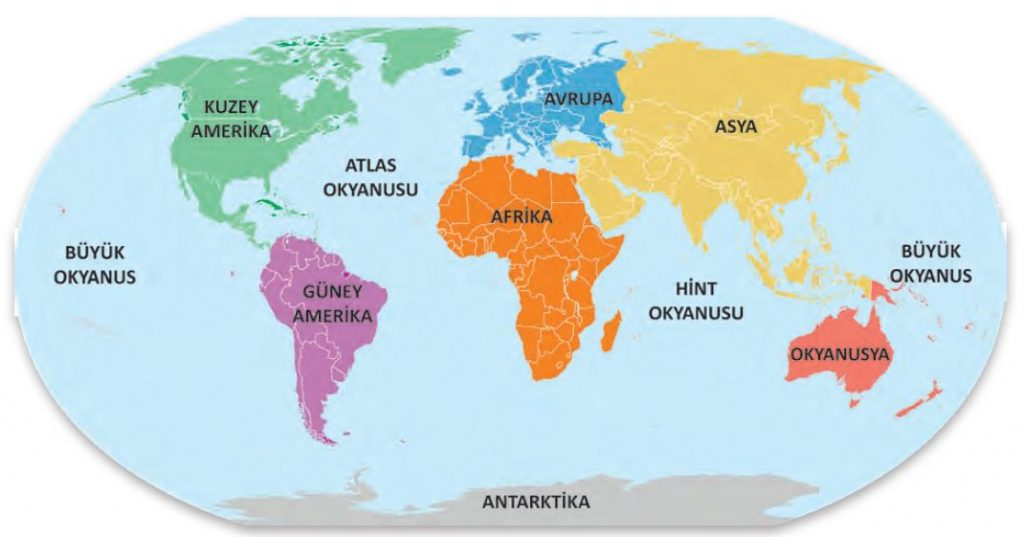 KUZEY
AMERİKA
AVRUPA
ASYA
ATLAS
OKYANUSU
AFRİKA
BÜYÜK
OKYANUS
BÜYÜK
OKYANUS
GÜNEY
AMERİKA
HİNT
OKYANUSU
OKYANUSYA
ANTARKTİKA